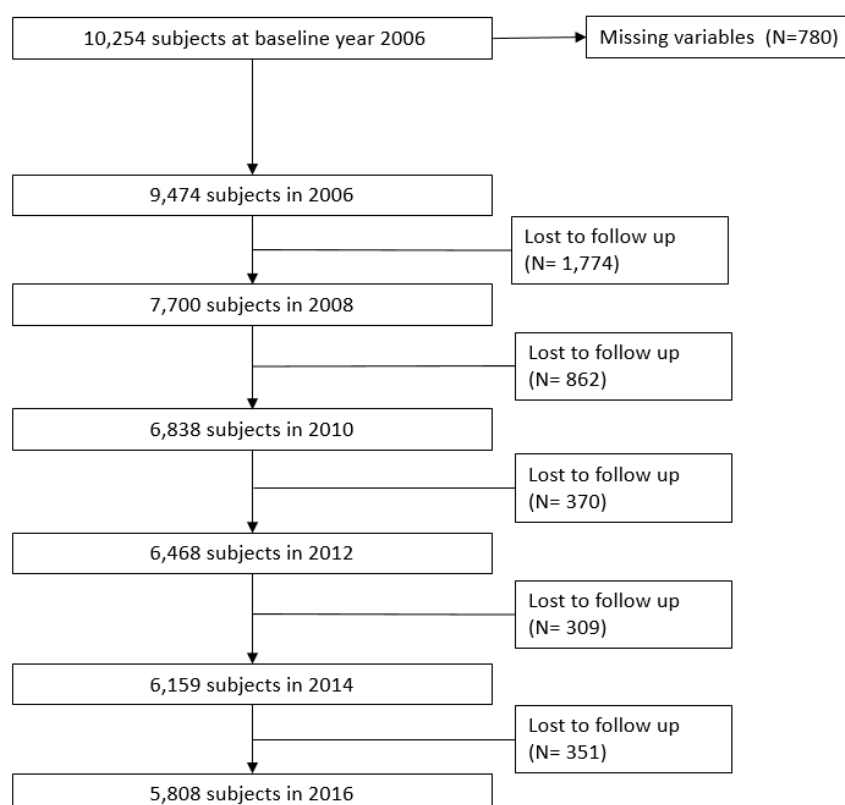 10,254 subjects at baseline year 2006
Missing variables (N=780)
9,474 subjects in 2006
Lost to follow up
(N= 1,774)
7,700 subjects in 2008
Lost to follow up
(N= 862)
6,838 subjects in 2010
Lost to follow up
(N= 370)
6,468 subjects in 2012
Lost to follow up
(N= 309)
6,159 subjects in 2014
Lost to follow up
(N= 351)
5,808 subjects in 2016